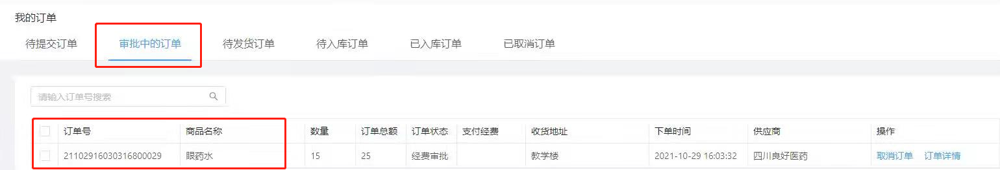 我的订单
待提交订单 审批中的订单 待发货订单 待入库订单 已入库订单 已取消订单
请输入订单号搜索
订单号 商品名称 数量 订单总额 订单状态 支付经费 收货地址 下单时间 供应商 操作
21102916030316800029 眼药水 15 25 经费审批 教学楼 2021-10-29 16:03:32 四川良好医药 取消订单 订单详情